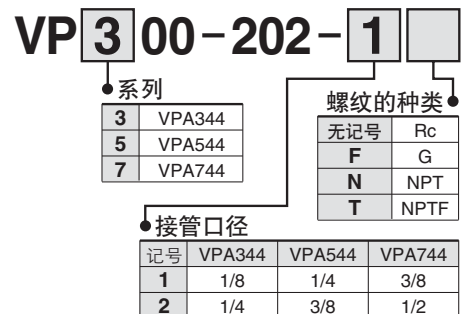 VP 3 00-202-1
系列
3 VPA344
5 VPA544
7 VPA744
螺纹的种类
无记号 Rc
F G
N NPT
T NPTF
接管口径
记号 VPA344 VPA544 VPA744
1 1/8 1/4 3/8
2 1/4 3/8 1/2